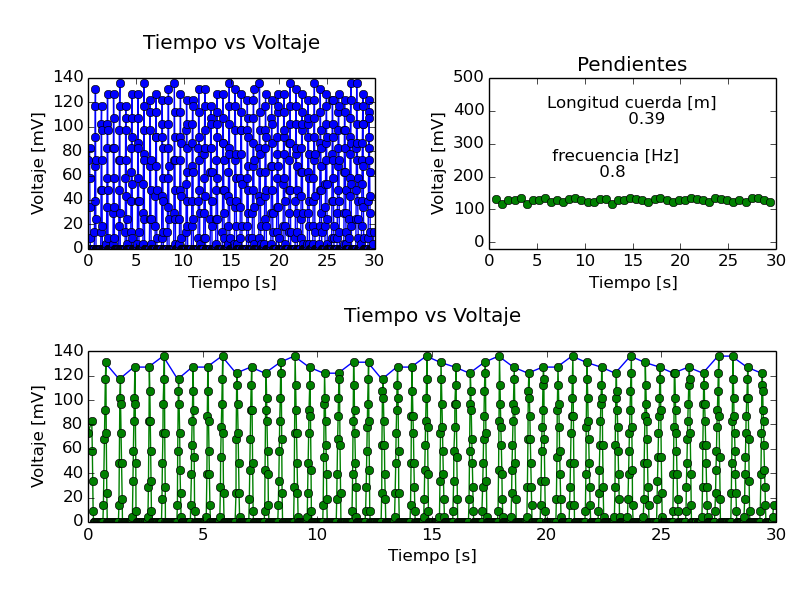 Tiempo vs Voltaje
Voltaje [mV]
140
120
100
80
60
40
20
0
0 5 10 15 20 25 30
Tiempo [s]
Pendientes
Voltaje [mV]
500
400
300
200
100
0
Longitud cuerda [m]
0.39
frecuencia [Hz]
0.8
0 5 10 15 20 25 30
Tiempo [s]
Tiempo vs Voltaje
Voltaje [mV]
140
120
100
80
60
40
20
0
0 5 10 15 20 25 30
Tiempo [s]